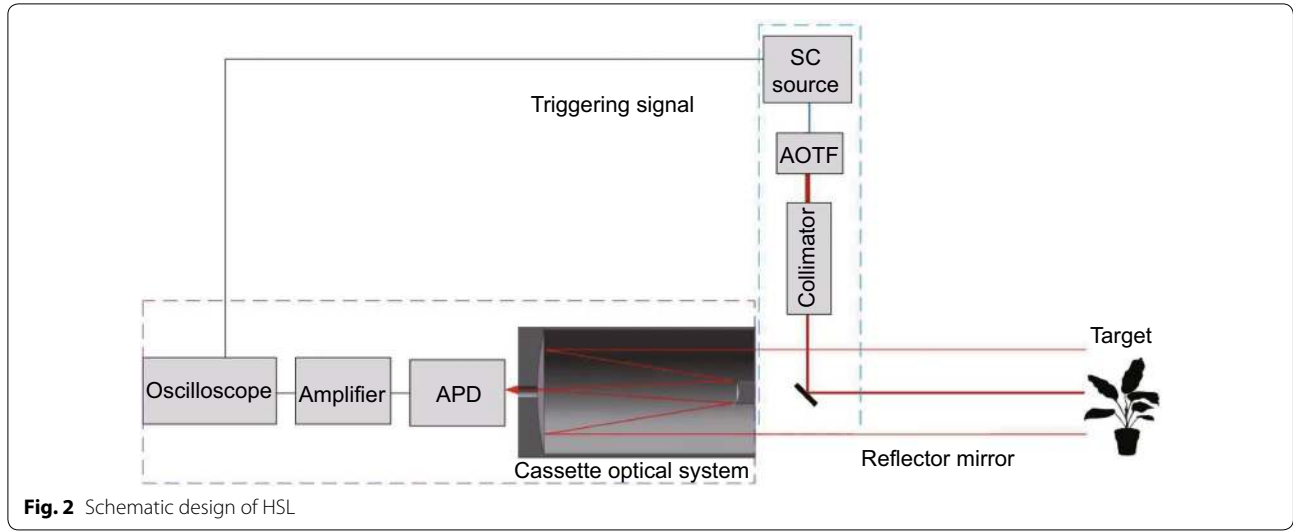 SC
source
Triggering signal
AOTF
Collimator
Target
Oscilloscope
Amplifier
APD
Cassette optical system
Reflector mirror
Fig. 2 Schematic design of HSL